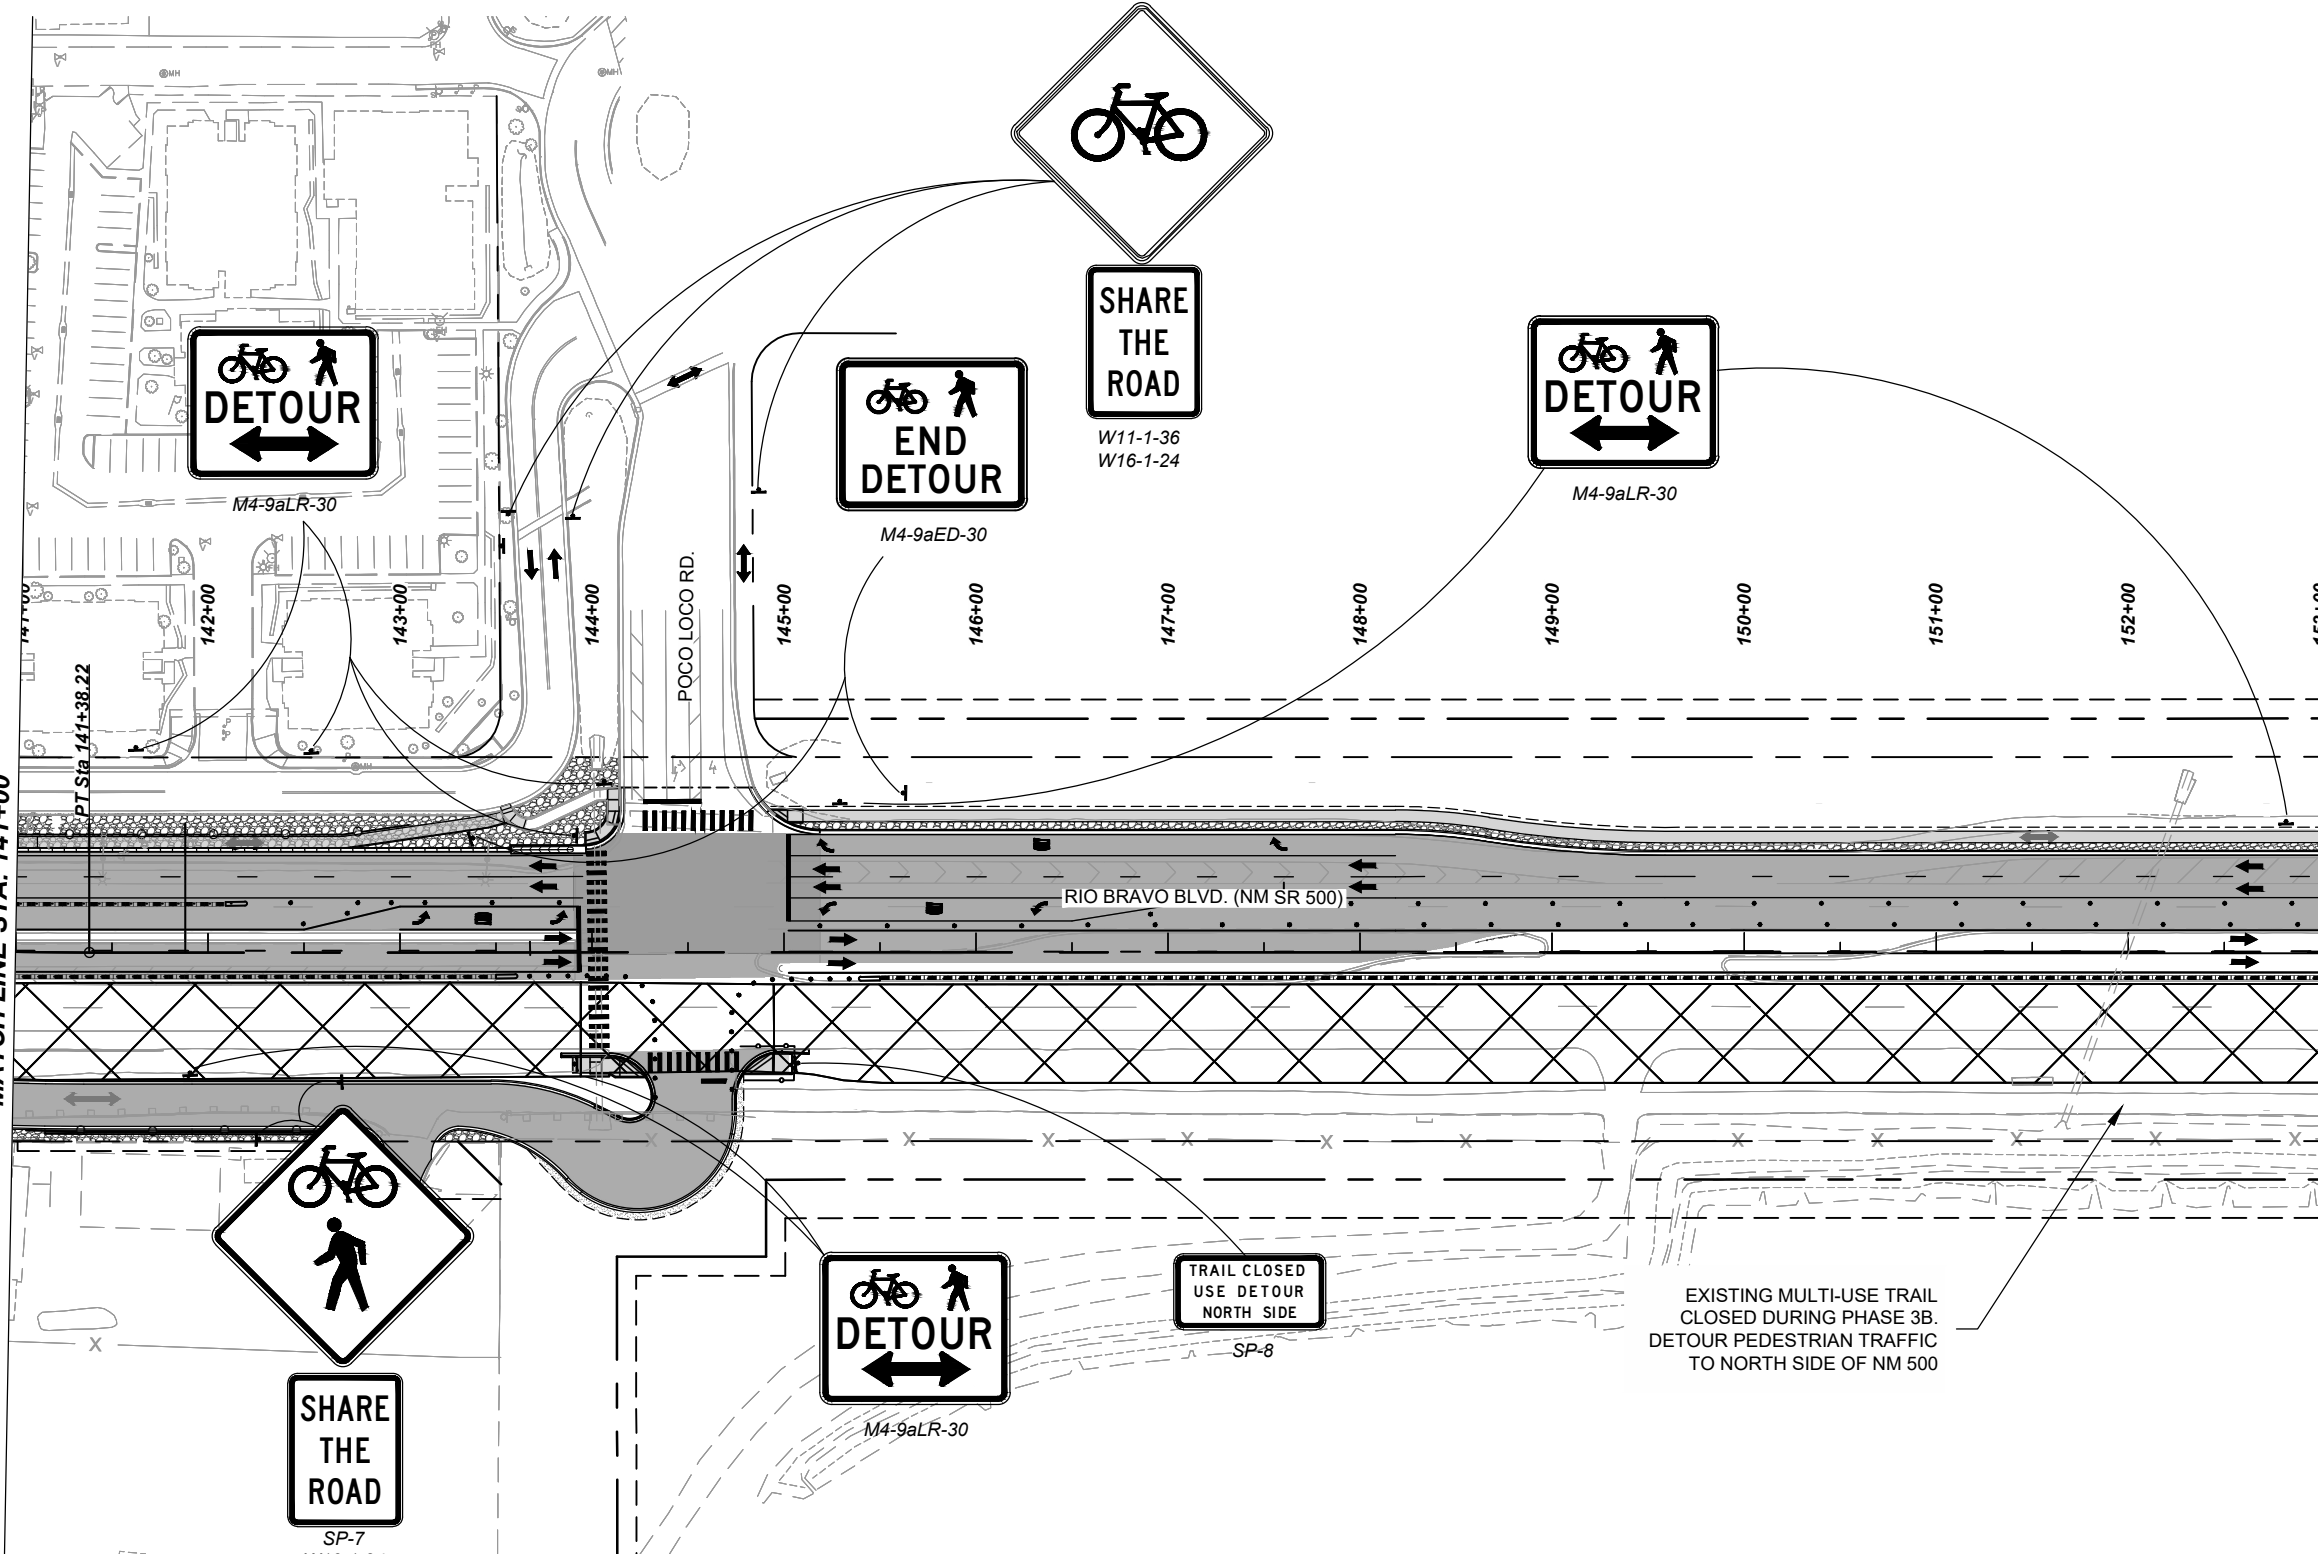 SHARE
THE
ROAD
W11-1-36
W16-1-24
DETOUR
M4-9aLR-30
END
DETOUR
M4-9aED-30
DETOUR
M4-9aLR-30
MH
MH
MH
142+00
143+00
144+00
145+00
146+00
147+00
148+00
149+00
150+00
151+00
152+00
POCO LOCO RD.
PT Sta 141+38.22
RIO BRAVO BLVD. (NM SR 500)
X X X X X X X X X X
SHARE
THE
ROAD
SP-7
X
DETOUR
M4-9aLR-30
TRAIL CLOSED
USE DETOUR
NORTH SIDE
SP-8
EXISTING MULTI-USE TRAIL
CLOSED DURING PHASE 3B.
DETOUR PEDESTRIAN TRAFFIC
TO NORTH SIDE OF NM 500